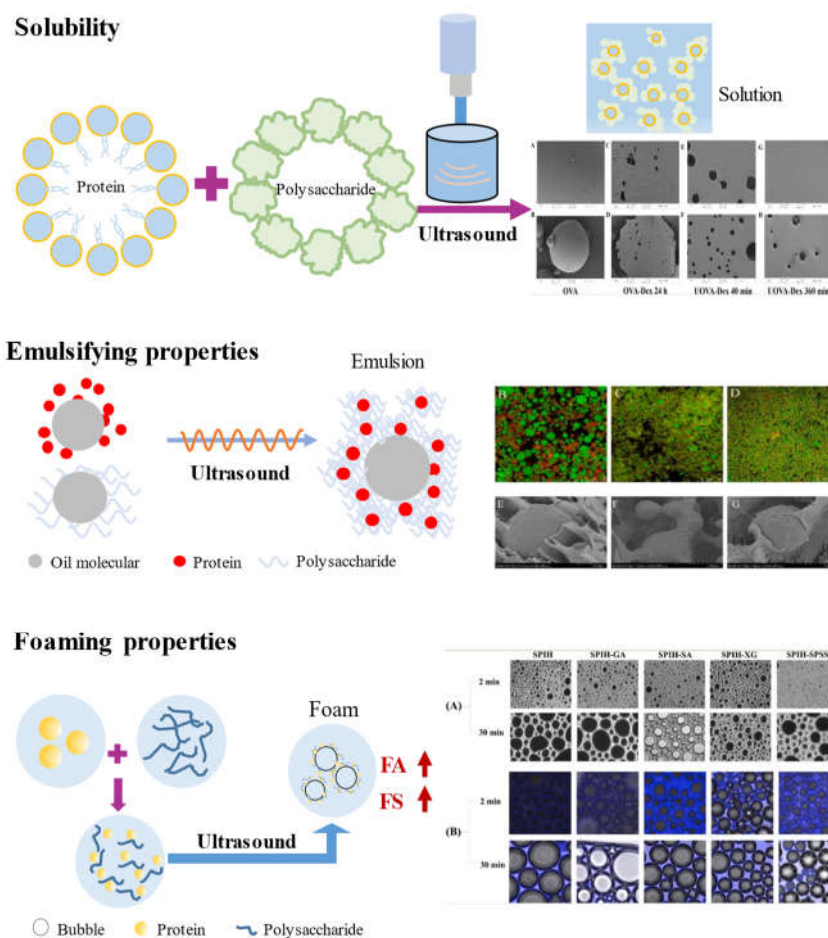 Solubility
Protein
Polysaccharide
Ultrasound
Solution
A C E G
B D F H
OVA OVA-Dex 24 h UOVA-Dex 40 min UOVA-Dex 360 min
Emulsifying properties
Emulsion
Ultrasound
Oil molecular Protein Polysaccharide
B C D
E F G
Foaming properties
Foam
FA
FS
Ultrasound
Bubble Protein Polysaccharide
SPIH SPIH-GA SPIH-SA SPIH-XG SPIH-SPSS
2 min
(A)
30 min
2 min
(B)
30 min